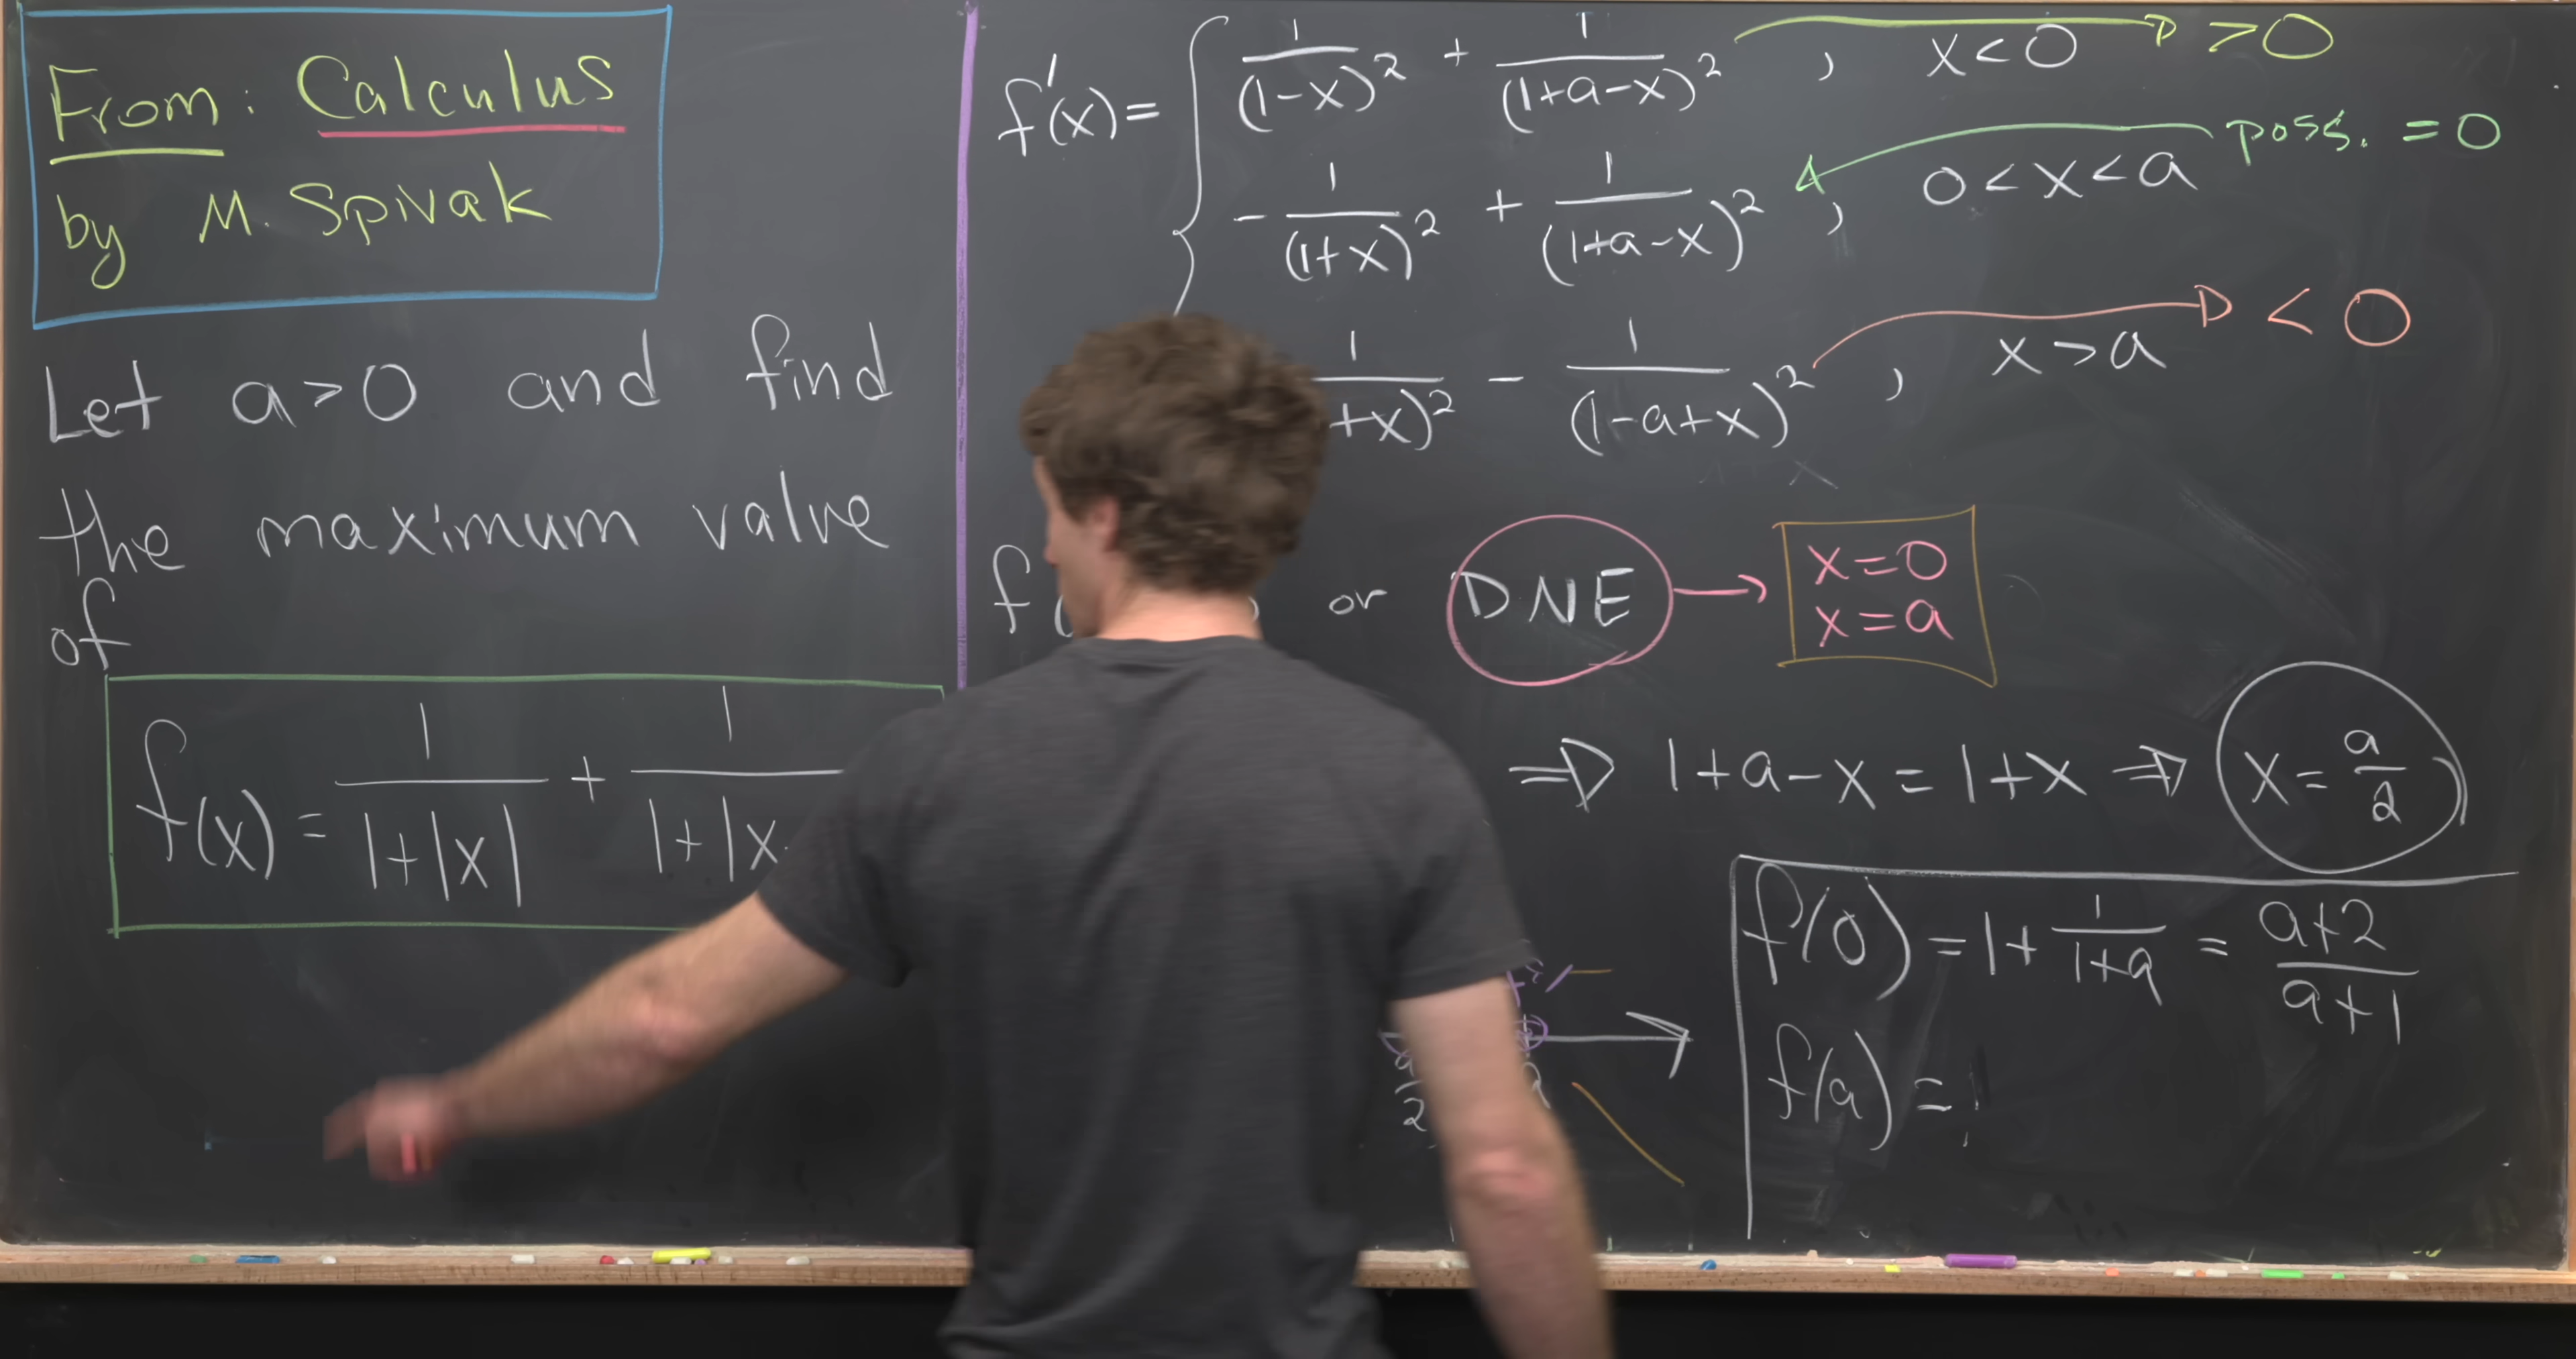 From: Calculus
by M. Spivak
Let a>0 and find
the maximum value
of
f(x) = 1/(1+|x|) + 1/(1+|x
f'(x) = { 1/(1-x)² + 1/(1+a-x)² , x<0 >0
-1/(1+x)² + 1/(1+a-x)² , 0<x<a poss. =0
1/( +x)² - 1/(1-a+x)² , x>a <0
f( or DNE → x=0
x=a
⇒ 1+a-x = 1+x ⇒ x = a/2
a/2 a
f(0) = 1 + 1/(1+a) = (a+2)/(a+1)
f(a) =